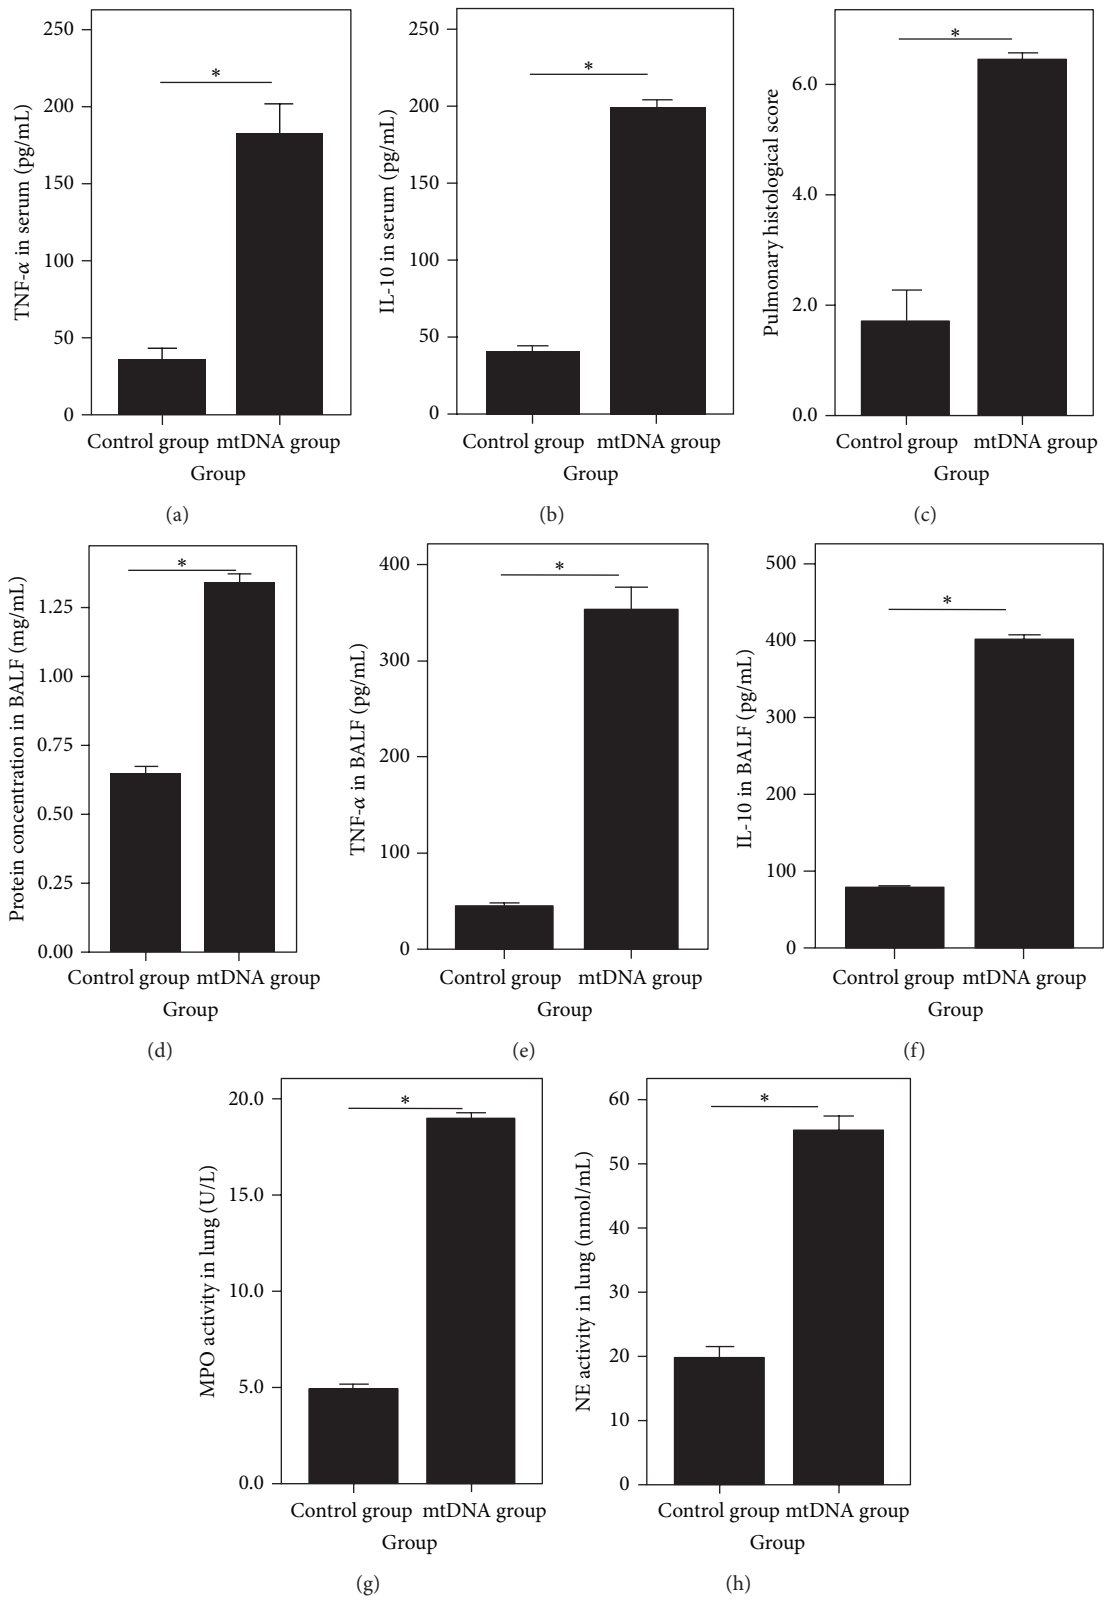 250
200
150
100
50
0
TNF-α in serum (pg/mL)
*
Control group mtDNA group
Group
(a)
250
200
150
100
50
0
IL-10 in serum (pg/mL)
*
Control group mtDNA group
Group
(b)
6.0
4.0
2.0
0.0
Pulmonary histological score
*
Control group mtDNA group
Group
(c)
1.25
1.00
0.75
0.50
0.25
0.00
Protein concentration in BALF (mg/mL)
*
Control group mtDNA group
Group
(d)
400
300
200
100
0
TNF-α in BALF (pg/mL)
*
Control group mtDNA group
Group
(e)
500
400
300
200
100
0
IL-10 in BALF (pg/mL)
*
Control group mtDNA group
Group
(f)
20.0
15.0
10.0
5.0
0.0
MPO activity in lung (U/L)
*
Control group mtDNA group
Group
(g)
60
50
40
30
20
10
0
NE activity in lung (nmol/mL)
*
Control group mtDNA group
Group
(h)